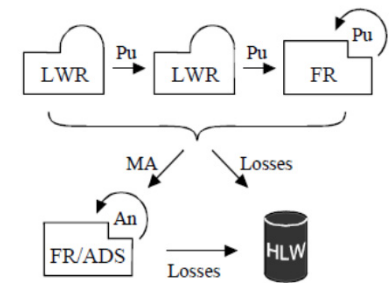 Pu
Pu
Pu
LWR
LWR
FR
MA
Losses
An
FR/ADS
HLW
Losses